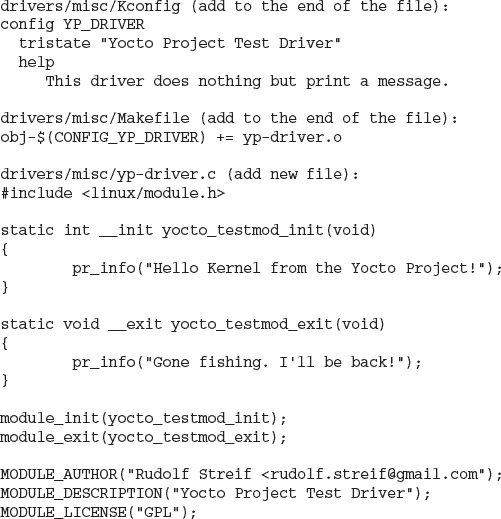 drivers/misc/Kconfig (add to the end of the file):
config YP_DRIVER
  tristate "Yocto Project Test Driver"
  help
     This driver does nothing but print a message.

drivers/misc/Makefile (add to the end of the file):
obj-$(CONFIG_YP_DRIVER) += yp-driver.o

drivers/misc/yp-driver.c (add new file):
#include <linux/module.h>

static int __init yocto_testmod_init(void)
{
        pr_info("Hello Kernel from the Yocto Project!");
}

static void __exit yocto_testmod_exit(void)
{
        pr_info("Gone fishing. I'll be back!");
}

module_init(yocto_testmod_init);
module_exit(yocto_testmod_exit);

MODULE_AUTHOR("Rudolf Streif <rudolf.streif@gmail.com");
MODULE_DESCRIPTION("Yocto Project Test Driver");
MODULE_LICENSE("GPL");